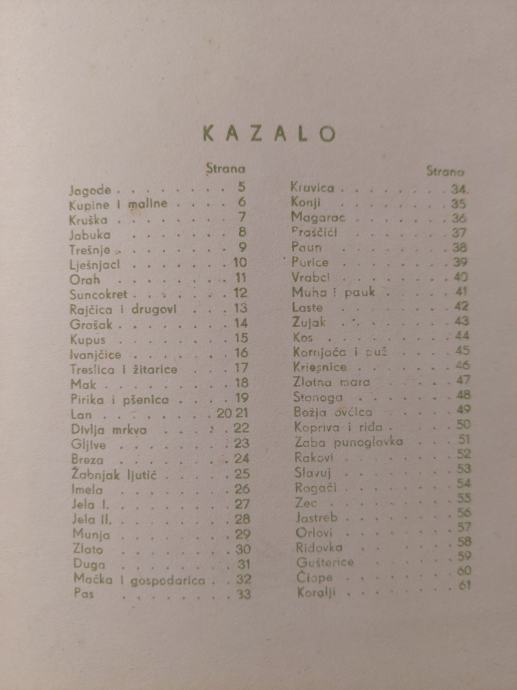 KAZALO
Strana
Jagode . . . . . . . . 5
Kupine i maline . . . . . 6
Kruška . . . . . . . . 7
Jabuka . . . . . . . . 8
Trešnje . . . . . . . . 9
Lješnjaci . . . . . . . 10
Orah . . . . . . . . 11
Suncokret . . . . . . . 12
Rajčica i drugovi . . . . 13
Grašak . . . . . . . 14
Kupus . . . . . . . 15
Ivanjčice . . . . . . . 16
Treslica i žitarice . . . . 17
Mak . . . . . . . . 18
Pirika i pšenica . . . . . 19
Lan . . . . . . . . 20 21
Divlja mrkva . . . . . . 22
Gljive . . . . . . . . 23
Breza . . . . . . . . 24
Žabnjak ljutić . . . . . . 25
Imela . . . . . . . . 26
Jela I. . . . . . . . . 27
Jela II. . . . . . . . . 28
Munja . . . . . . . . 29
Zlato . . . . . . . . 30
Duga . . . . . . . . 31
Mačka i gospodarica . . 32
Pas . . . . . . . . 33
Strana
Kravica . . . . . . . . 34
Konji . . . . . . . . 35
Magarac . . . . . . . 36
Praščići . . . . . . . 37
Paun . . . . . . . . 38
Purice . . . . . . . . 39
Vrabci . . . . . . . . 40
Muha i pauk . . . . . . 41
Laste . . . . . . . . 42
Žujak . . . . . . . . 43
Kos . . . . . . . . 44
Kornjača i puž . . . . . 45
Krijesnice . . . . . . . 46
Zlatna mara . . . . . . 47
Stonoga . . . . . . . 48
Božja ovčica . . . . . . 49
Kopriva i riđa . . . . . 50
Žaba punoglavka . . . . 51
Rakovi . . . . . . . . 52
Slavuj . . . . . . . . 53
Rogači . . . . . . . . 54
Zec . . . . . . . . 55
Jastreb . . . . . . . . 56
Orlovi . . . . . . . . 57
Riđovka . . . . . . . 58
Gušterice . . . . . . . 59
Čiope . . . . . . . . 60
Koralji . . . . . . . . 61